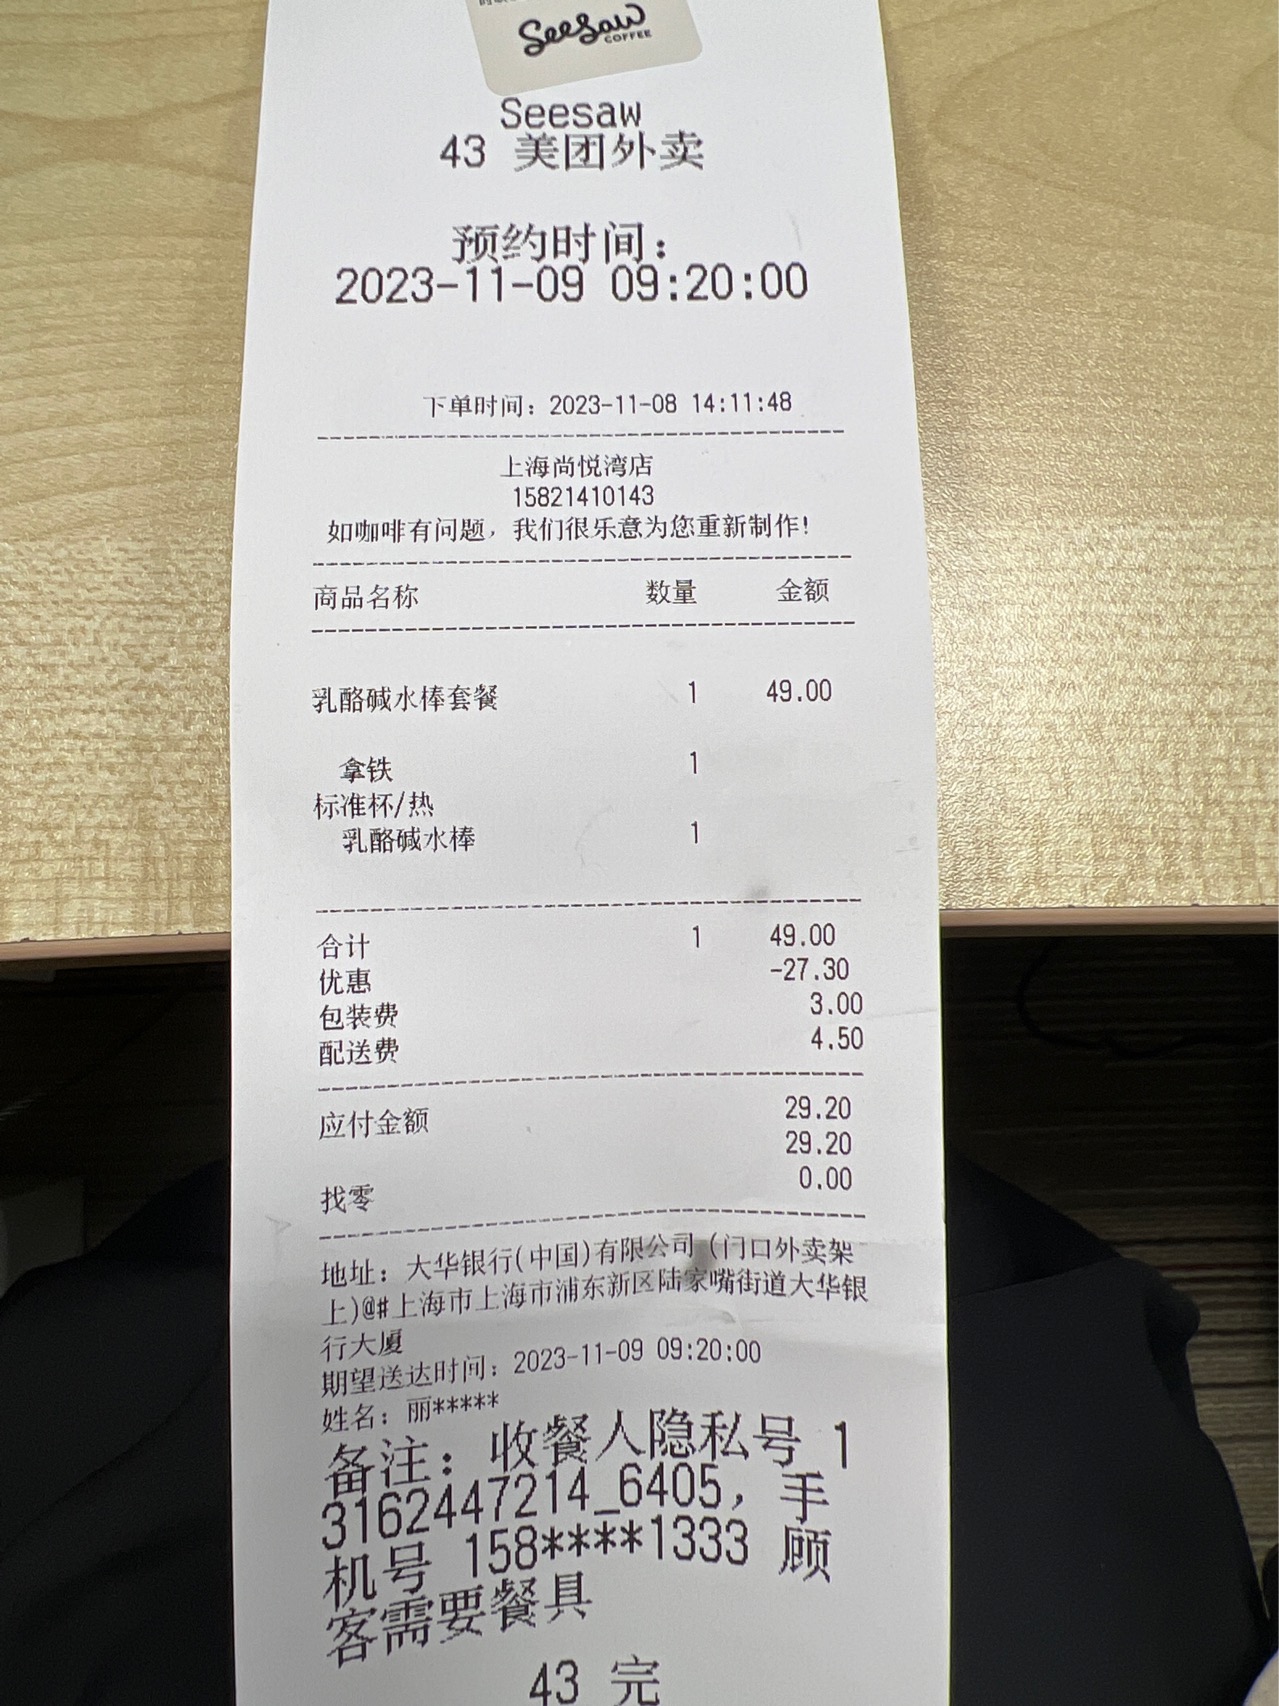 Seesaw
COFFEE
Seesaw
43 美团外卖
预约时间：
2023-11-09 09:20:00
下单时间：2023-11-08 14:11:48
上海尚悦湾店
15821410143
如咖啡有问题，我们很乐意为您重新制作！
商品名称 数量 金额
乳酪碱水棒套餐 1 49.00
拿铁 1
标准杯/热
乳酪碱水棒 1
合计 1 49.00
优惠 -27.30
包装费 3.00
配送费 4.50
应付金额 29.20
29.20
找零 0.00
地址：大华银行(中国)有限公司 (门口外卖架
上)@#上海市上海市浦东新区陆家嘴街道大华银
行大厦
期望送达时间：2023-11-09 09:20:00
姓名：丽*****
备注：收餐人隐私号 1
3162447214_6405，手
机号 158****1333 顾
客需要餐具
43 完